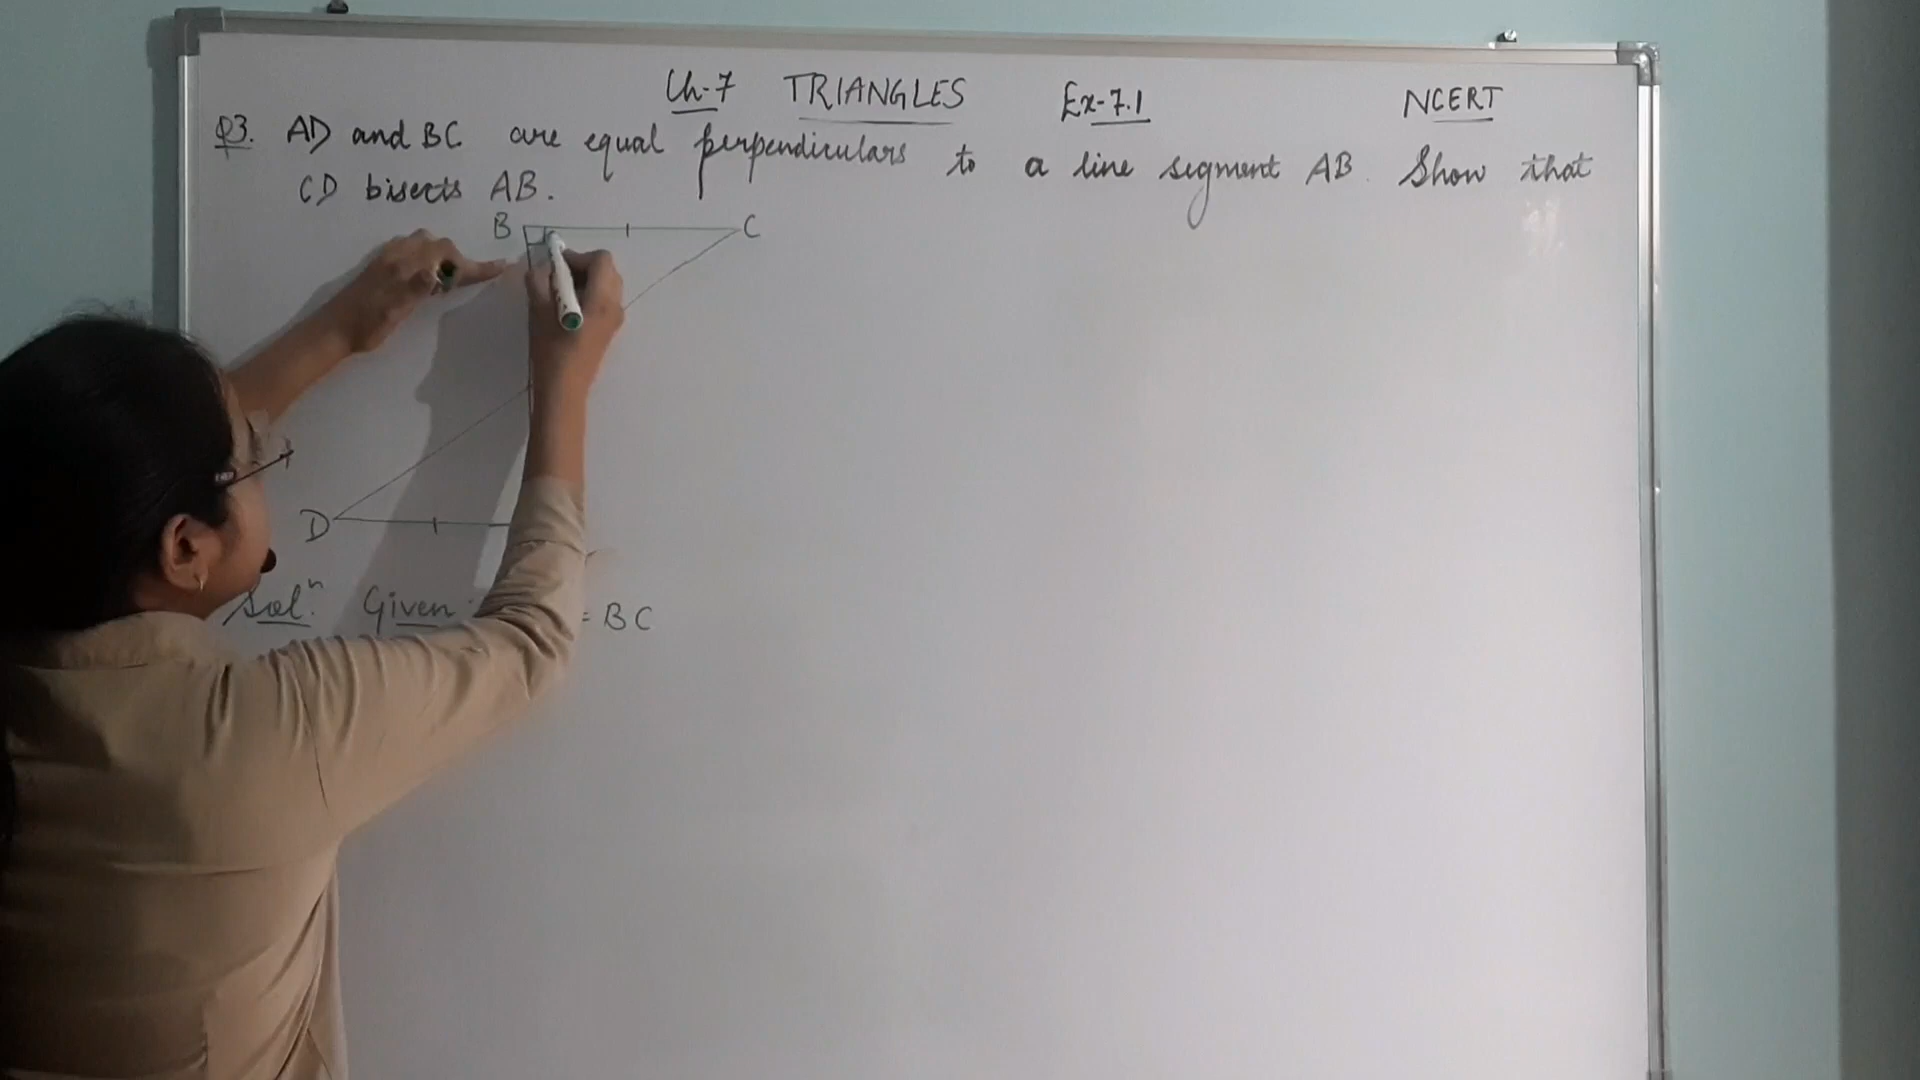 Ch-7 TRIANGLES Ex-7.1 NCERT
Q3. AD and BC are equal perpendiculars to a line segment AB. Show that
CD bisects AB.
B C
D
Solⁿ. Given : = BC